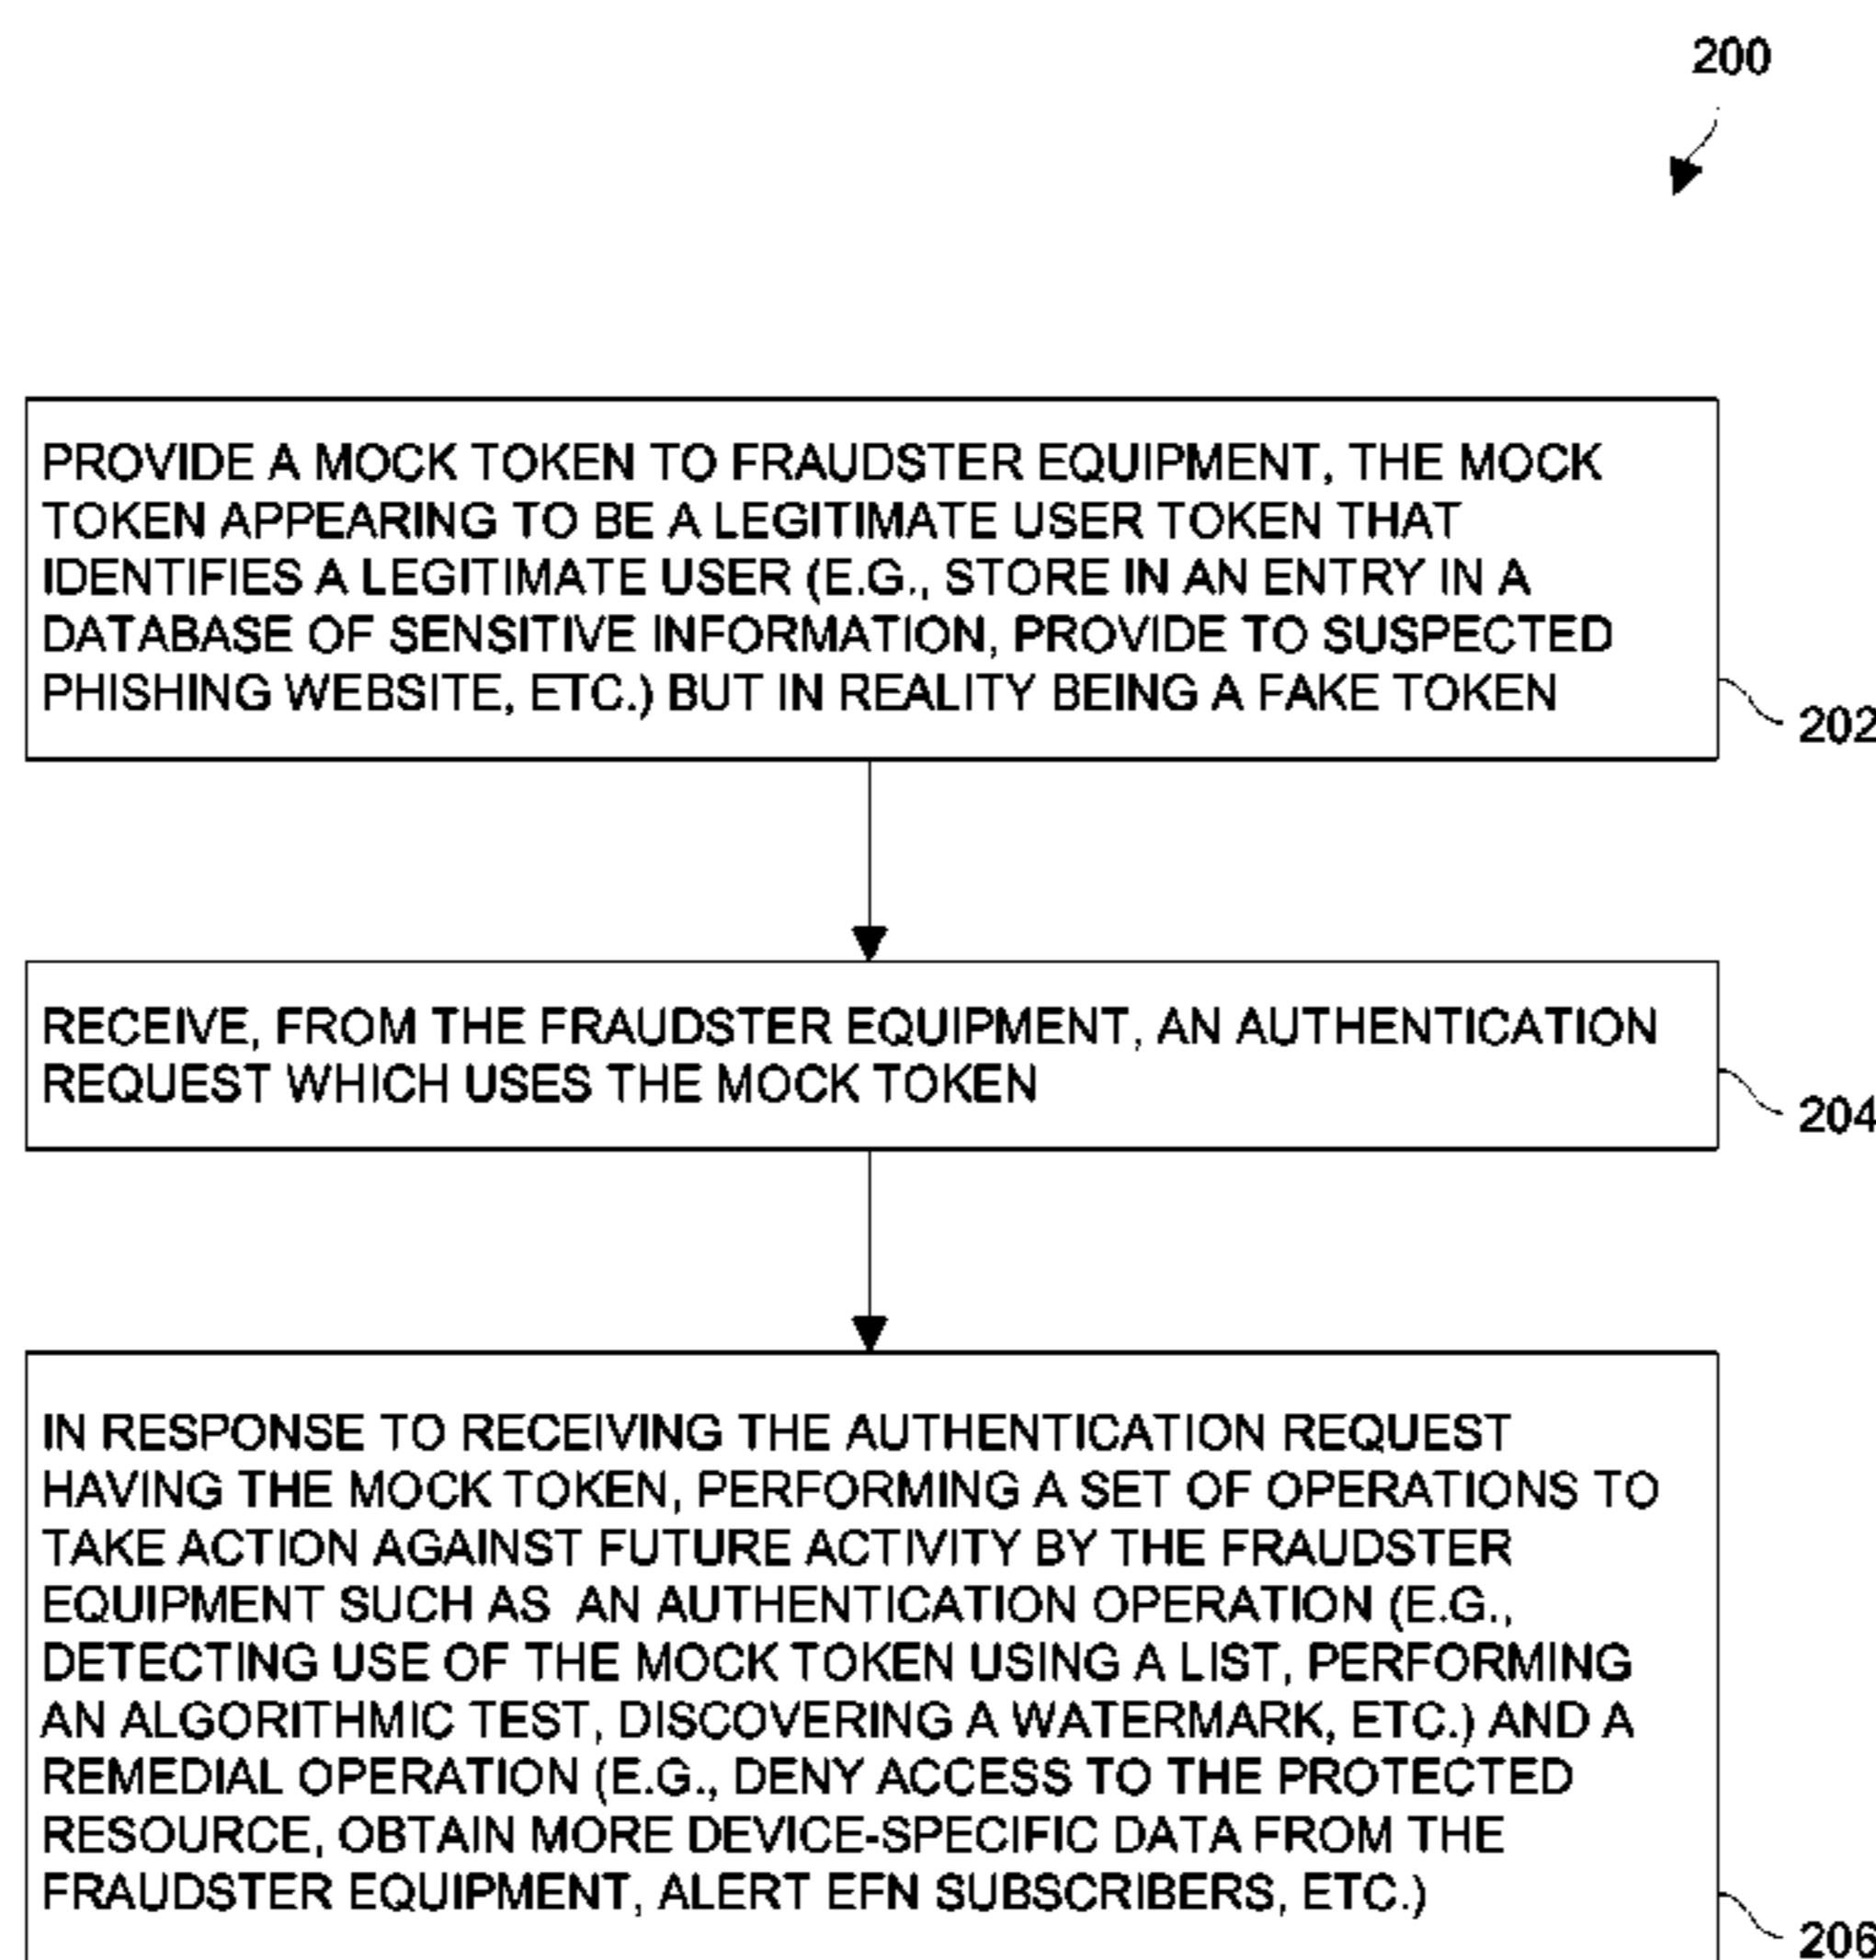 200
PROVIDE A MOCK TOKEN TO FRAUDSTER EQUIPMENT, THE MOCK
TOKEN APPEARING TO BE A LEGITIMATE USER TOKEN THAT
IDENTIFIES A LEGITIMATE USER (E.G., STORE IN AN ENTRY IN A
DATABASE OF SENSITIVE INFORMATION, PROVIDE TO SUSPECTED
PHISHING WEBSITE, ETC.) BUT IN REALITY BEING A FAKE TOKEN
202
RECEIVE, FROM THE FRAUDSTER EQUIPMENT, AN AUTHENTICATION
REQUEST WHICH USES THE MOCK TOKEN
204
IN RESPONSE TO RECEIVING THE AUTHENTICATION REQUEST
HAVING THE MOCK TOKEN, PERFORMING A SET OF OPERATIONS TO
TAKE ACTION AGAINST FUTURE ACTIVITY BY THE FRAUDSTER
EQUIPMENT SUCH AS AN AUTHENTICATION OPERATION (E.G.,
DETECTING USE OF THE MOCK TOKEN USING A LIST, PERFORMING
AN ALGORITHMIC TEST, DISCOVERING A WATERMARK, ETC.) AND A
REMEDIAL OPERATION (E.G., DENY ACCESS TO THE PROTECTED
RESOURCE, OBTAIN MORE DEVICE-SPECIFIC DATA FROM THE
FRAUDSTER EQUIPMENT, ALERT EFN SUBSCRIBERS, ETC.)
206